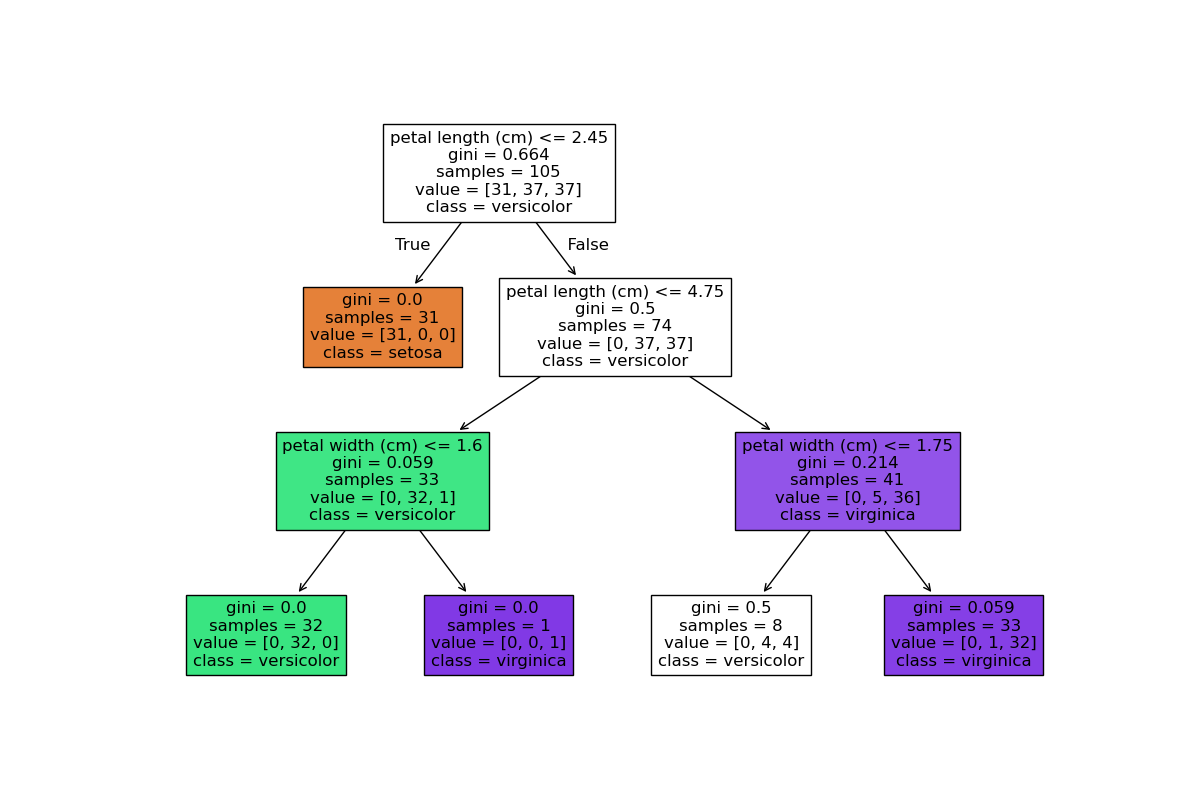 petal length (cm) <= 2.45
gini = 0.664
samples = 105
value = [31, 37, 37]
class = versicolor
True
False
gini = 0.0
samples = 31
value = [31, 0, 0]
class = setosa
petal length (cm) <= 4.75
gini = 0.5
samples = 74
value = [0, 37, 37]
class = versicolor
petal width (cm) <= 1.6
gini = 0.059
samples = 33
value = [0, 32, 1]
class = versicolor
petal width (cm) <= 1.75
gini = 0.214
samples = 41
value = [0, 5, 36]
class = virginica
gini = 0.0
samples = 32
value = [0, 32, 0]
class = versicolor
gini = 0.0
samples = 1
value = [0, 0, 1]
class = virginica
gini = 0.5
samples = 8
value = [0, 4, 4]
class = versicolor
gini = 0.059
samples = 33
value = [0, 1, 32]
class = virginica